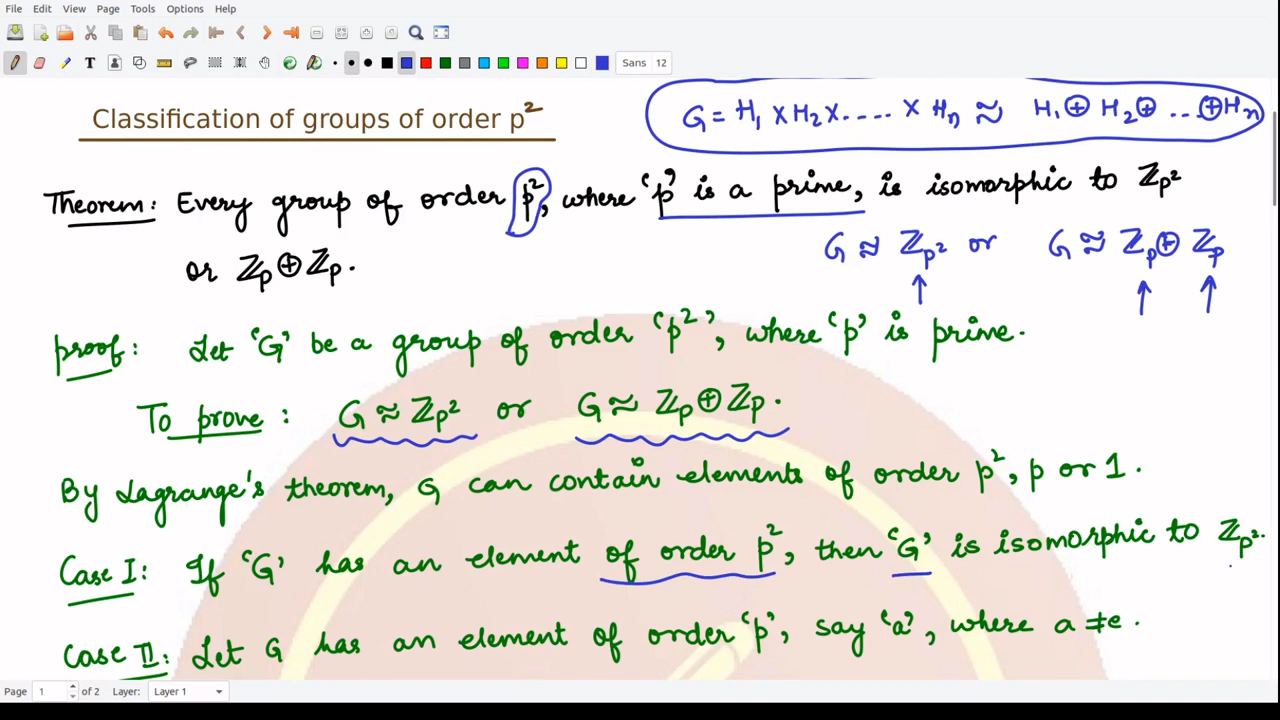 File Edit View Page Journal Tools Options Help
Sans 12
Classification of groups of order p²
G = H₁ × H₂ × ..... × Hₙ ≈ H₁ ⊕ H₂ ⊕ ... ⊕ Hₙ
Theorem: Every group of order p², where 'p' is a prime, is isomorphic to ℤp²
or ℤp ⊕ ℤp.
G ≈ ℤp² or G ≈ ℤp ⊕ ℤp
proof: Let 'G' be a group of order 'p²', where 'p' is prime.
To prove : G ≈ ℤp² or G ≈ ℤp ⊕ ℤp.
By Lagrange's theorem, G can contain elements of order p², p or 1.
Case I: If 'G' has an element of order p², then 'G' is isomorphic to ℤp².
Case II: Let G has an element of order 'p', say 'a', where a ≠ e.
Page 1 of 2 Layer: Layer 1